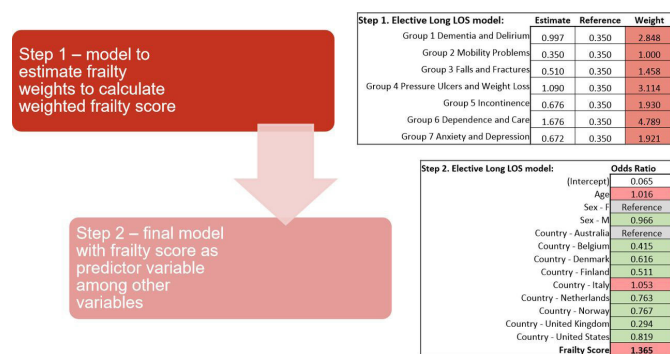 Step 1 – model to
estimate frailty
weights to calculate
weighted frailty score
Step 2 – final model
with frailty score as
predictor variable
among other
variables
Step 1. Elective Long LOS model: Estimate Reference Weight
Group 1 Dementia and Delirium 0.997 0.350 2.848
Group 2 Mobility Problems 0.350 0.350 1.000
Group 3 Falls and Fractures 0.510 0.350 1.458
Group 4 Pressure Ulcers and Weight Loss 1.090 0.350 3.114
Group 5 Incontinence 0.676 0.350 1.930
Group 6 Dependence and Care 1.676 0.350 4.789
Group 7 Anxiety and Depression 0.672 0.350 1.921
Step 2. Elective Long LOS model: Odds Ratio
(Intercept) 0.065
Age 1.016
Sex - F Reference
Sex - M 0.966
Country - Australia Reference
Country - Belgium 0.415
Country - Denmark 0.616
Country - Finland 0.511
Country - Italy 1.053
Country - Netherlands 0.763
Country - Norway 0.767
Country - United Kingdom 0.294
Country - United States 0.819
Frailty Score 1.365